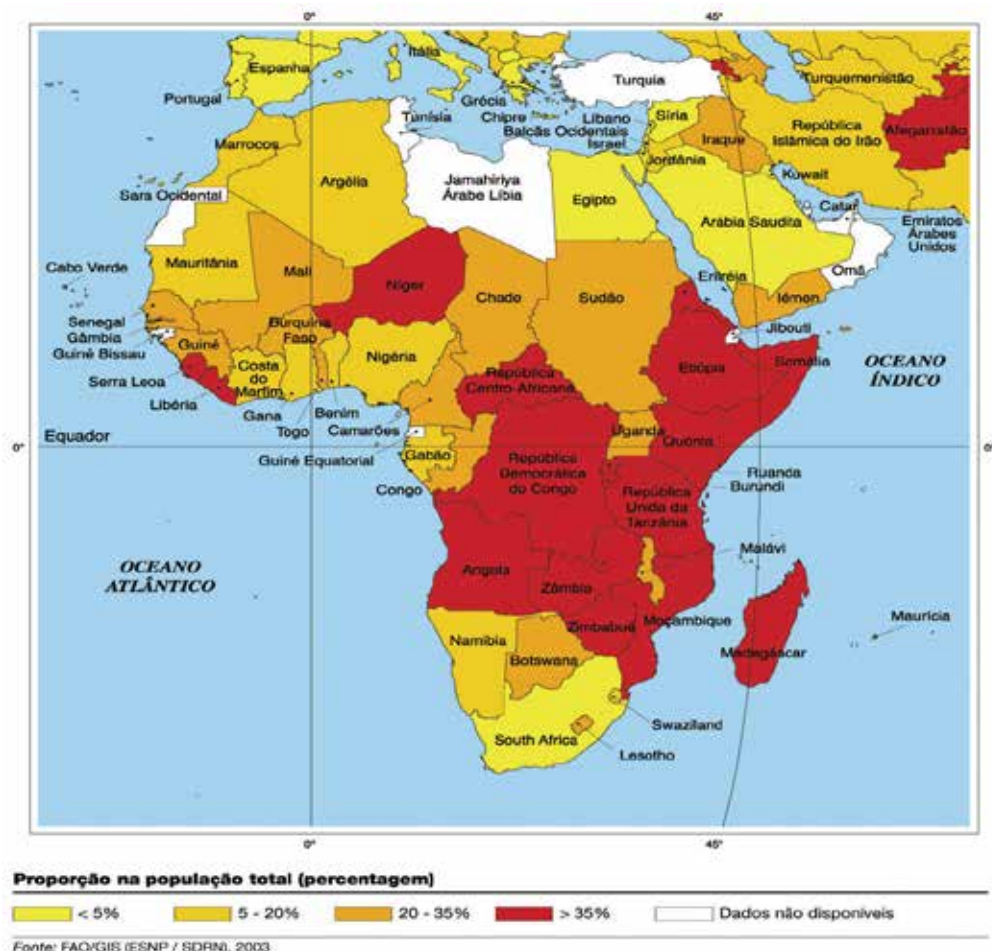 0°
45°
Espanha
Itália
Portugal
Grécia
Chipre
Balcãs Ocidentais
Israel
Turquia
Turquemenistão
Tunísia
Líbano
Síria
Iraque
República
Islâmica do Irão
Afeganistão
Marrocos
Jordânia
Kuwait
Sara Ocidental
Argélia
Jamahiriya
Árabe Líbia
Egipto
Arábia Saudita
Catar
Emiratos
Árabes
Unidos
Omã
Cabo Verde
Mauritânia
Mali
Níger
Chade
Sudão
Eritréia
Iémen
Senegal
Gâmbia
Guiné Bissau
Guiné
Burquina
Faso
Nigéria
Jibouti
Somália
OCEANO
ÍNDICO
Serra Leoa
Costa
do
Marfim
Libéria
Gana
Togo
Benim
Camarões
República
Centro-Africana
Etiópia
Equador
0°
0°
Guiné Equatorial
Gabão
Congo
Uganda
Quénia
República
Democrática
do Congo
Ruanda
Burundi
República
Unida da
Tanzânia
OCEANO
ATLÂNTICO
Angola
Zâmbia
Malávi
Zimbabué
Moçambique
Maurícia
Madagáscar
Namíbia
Botswana
South Africa
Swaziland
Lesotho
0°
45°
Proporção na população total (percentagem)
< 5%
5 - 20%
20 - 35%
> 35%
Dados não disponiveis
Fonte: FAO/GIS (ESNP / SDRN), 2003